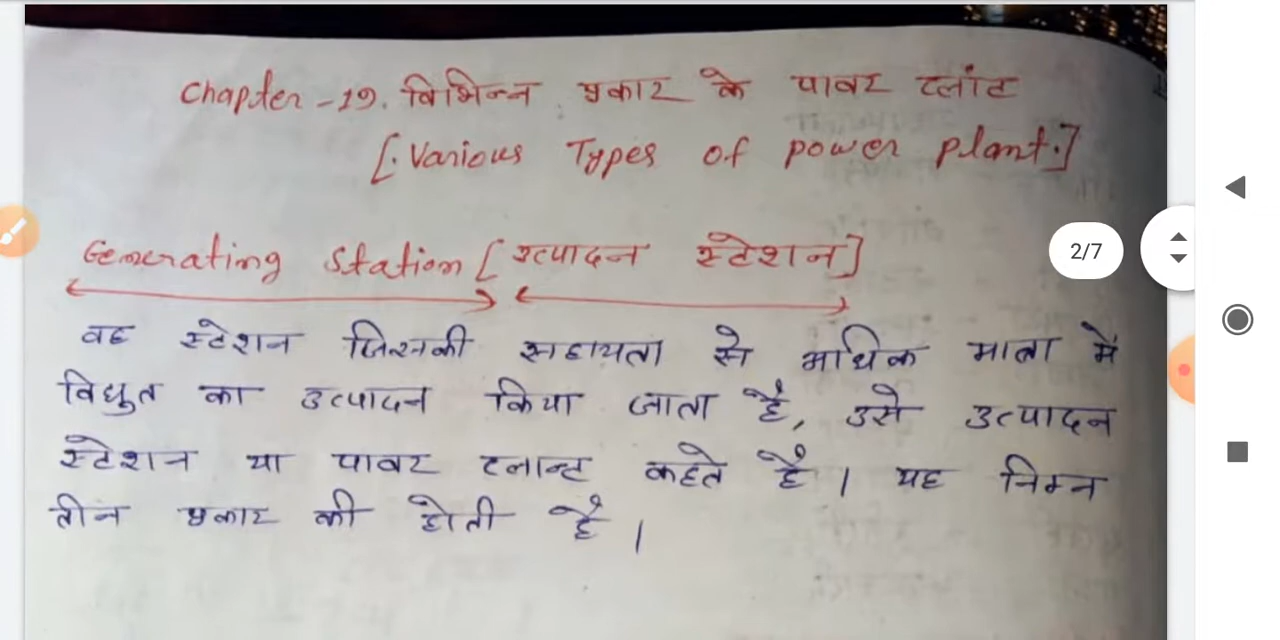 Chapter-19. विभिन्न प्रकार के पावर प्लांट
[. Various Types of power plant.]
Generating Station [उत्पादन स्टेशन]
2/7
वह स्टेशन जिसकी सहायता से अधिक मात्रा में
विधुत का उत्पादन किया जाता है, उसे उत्पादन
स्टेशन या पावर प्लान्ट कहते है । यह निम्न
तीन प्रकार की होती है ।